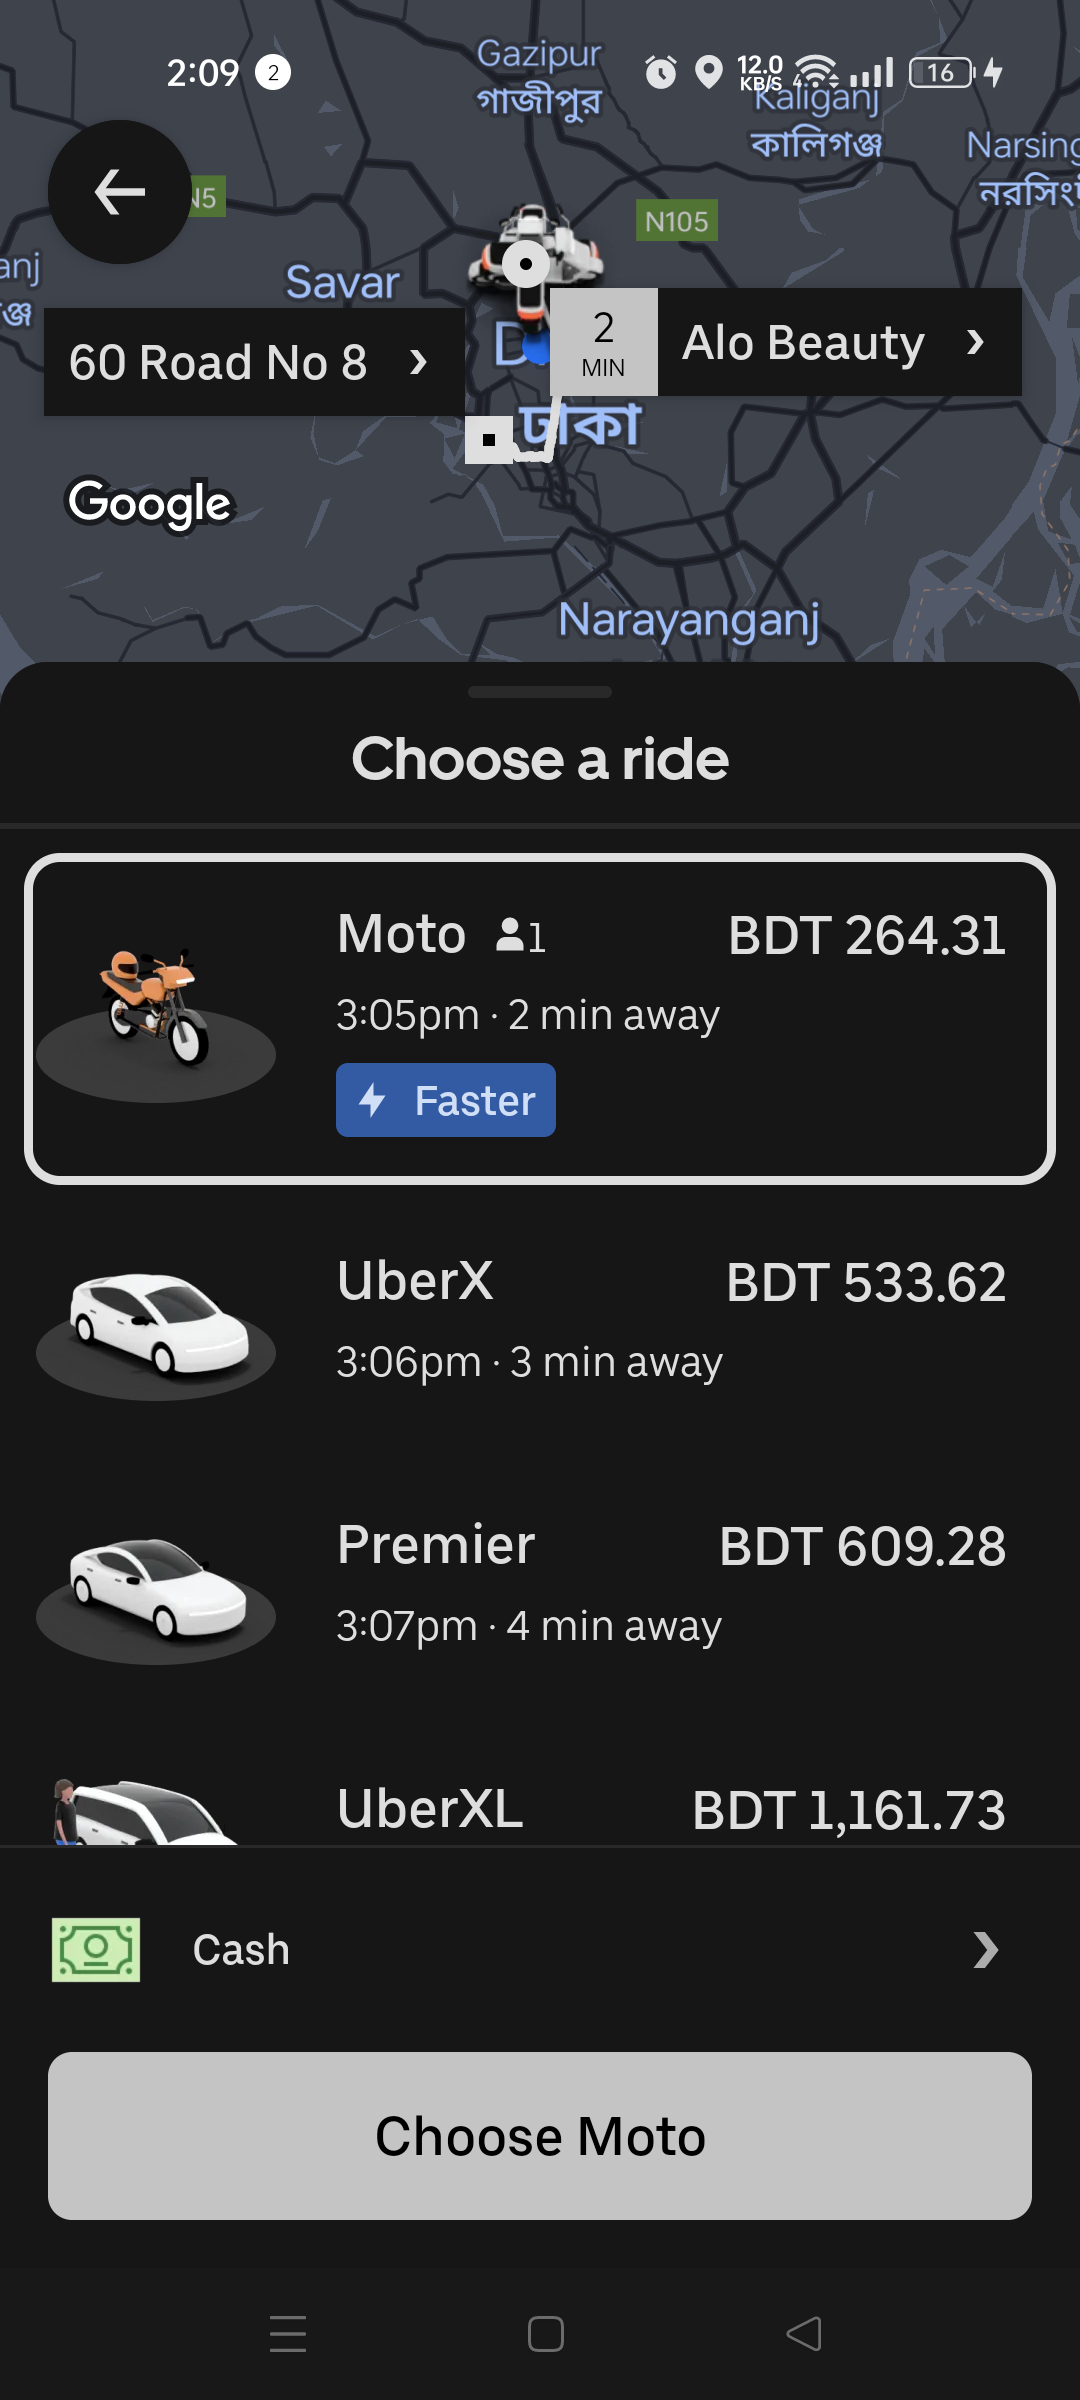 2:09 2 12.0 KB/S 16
Gazipur
গাজীপুর
Kaliganj
কালিগঞ্জ
N5
N105
Savar
60 Road No 8
2
MIN
Alo Beauty
ঢাকা
Google
Narayanganj
Choose a ride
Moto 1 BDT 264.31
3:05pm · 2 min away
Faster
UberX BDT 533.62
3:06pm · 3 min away
Premier BDT 609.28
3:07pm · 4 min away
UberXL BDT 1,161.73
Cash
Choose Moto